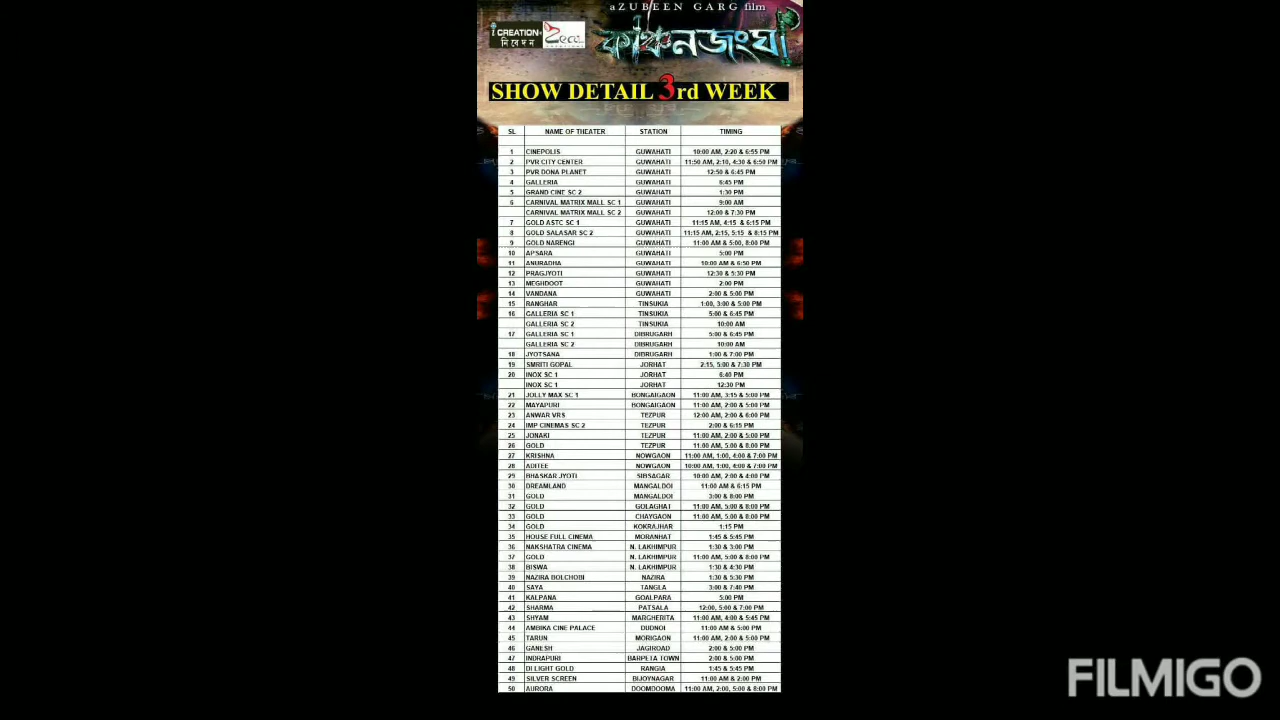 a ZUBEEN GARG film
i CREATION
নিবেদন
Zeal
কাঞ্চনজংঘা
SHOW DETAIL 3rd WEEK
SL NAME OF THEATER STATION TIMING
1 CINEPOLIS GUWAHATI 10:00 AM, 2:20 & 6:55 PM
2 PVR CITY CENTER GUWAHATI 11:50 AM, 2:10, 4:30 & 6:50 PM
3 PVR DONA PLANET GUWAHATI 12:50 & 6:45 PM
4 GALLERIA GUWAHATI 6:45 PM
5 GRAND CINE SC 2 GUWAHATI 1:30 PM
6 CARNIVAL MATRIX MALL SC 1 GUWAHATI 9:00 AM
CARNIVAL MATRIX MALL SC 2 GUWAHATI 12:00 & 7:30 PM
7 GOLD ASTC SC 1 GUWAHATI 11:15 AM, 4:15 & 6:15 PM
8 GOLD SALASAR SC 2 GUWAHATI 11:15 AM, 2:15, 5:15 & 8:15 PM
9 GOLD NARENGI GUWAHATI 11:00 AM & 5:00, 8:00 PM
10 APSARA GUWAHATI 5:00 PM
11 ANURADHA GUWAHATI 10:00 AM & 6:50 PM
12 PRAGJYOTI GUWAHATI 12:30 & 5:30 PM
13 MEGHDOOT GUWAHATI 2:00 PM
14 VANDANA GUWAHATI 2:00 & 5:00 PM
15 RANGHAR TINSUKIA 1:00, 3:00 & 5:00 PM
16 GALLERIA SC 1 TINSUKIA 5:00 & 6:45 PM
GALLERIA SC 2 TINSUKIA 10:00 AM
17 GALLERIA SC 1 DIBRUGARH 5:00 & 6:45 PM
GALLERIA SC 2 DIBRUGARH 10:00 AM
18 JYOTSANA DIBRUGARH 1:00 & 7:00 PM
19 SMRITI GOPAL JORHAT 2:15, 5:00 & 7:30 PM
20 INOX SC 1 JORHAT 6:40 PM
INOX SC 1 JORHAT 12:30 PM
21 JOLLY MAX SC 1 BONGAIGAON 11:00 AM, 3:15 & 5:00 PM
22 MAYAPURI BONGAIGAON 11:00 AM, 2:00 & 5:00 PM
23 ANWAR VRS TEZPUR 12:00 AM, 2:00 & 6:00 PM
24 IMP CINEMAS SC 2 TEZPUR 2:00 & 6:15 PM
25 JONAKI TEZPUR 11:00 AM, 2:00 & 5:00 PM
26 GOLD TEZPUR 11:00 AM, 5:00 & 8:00 PM
27 KRISHNA NOWGAON 11:00 AM, 1:00, 4:00 & 7:00 PM
28 ADITEE NOWGAON 10:00 AM, 1:00, 4:00 & 7:00 PM
29 BHASKAR JYOTI SIBSAGAR 10:00 AM, 2:00 & 4:00 PM
30 DREAMLAND MANGALDOI 11:00 AM & 6:15 PM
31 GOLD MANGALDOI 3:00 & 8:00 PM
32 GOLD GOLAGHAT 11:00 AM, 5:00 & 8:00 PM
33 GOLD CHAYGAON 11:00 AM, 5:00 & 8:00 PM
34 GOLD KOKRAJHAR 1:15 PM
35 HOUSE FULL CINEMA MORANHAT 1:45 & 5:45 PM
36 NAKSHATRA CINEMA N. LAKHIMPUR 1:30 & 3:00 PM
37 GOLD N. LAKHIMPUR 11:00 AM, 5:00 & 8:00 PM
38 BISWA N. LAKHIMPUR 1:30 & 4:30 PM
39 NAZIRA BOLCHOBI NAZIRA 1:30 & 5:30 PM
40 SAYA TANGLA 3:00 & 7:40 PM
41 KALPANA GOALPARA 5:00 PM
42 SHARMA PATSALA 12:00, 5:00 & 7:00 PM
43 SHYAM MARGHERITA 11:00 AM, 4:00 & 5:45 PM
44 AMBIKA CINE PALACE DUDNOI 11:00 AM & 5:00 PM
45 TARUN MORIGAON 11:00 AM, 2:00 & 5:00 PM
46 GANESH JAGIROAD 2:00 & 5:00 PM
47 INDRAPURI BARPETA TOWN 2:00 & 5:00 PM
48 DI LIGHT GOLD RANGIA 1:45 & 5:45 PM
49 SILVER SCREEN BIJOYNAGAR 11:00 AM & 2:00 PM
50 AURORA DOOMDOOMA 11:00 AM, 2:00, 5:00 & 8:00 PM
FILMIGO